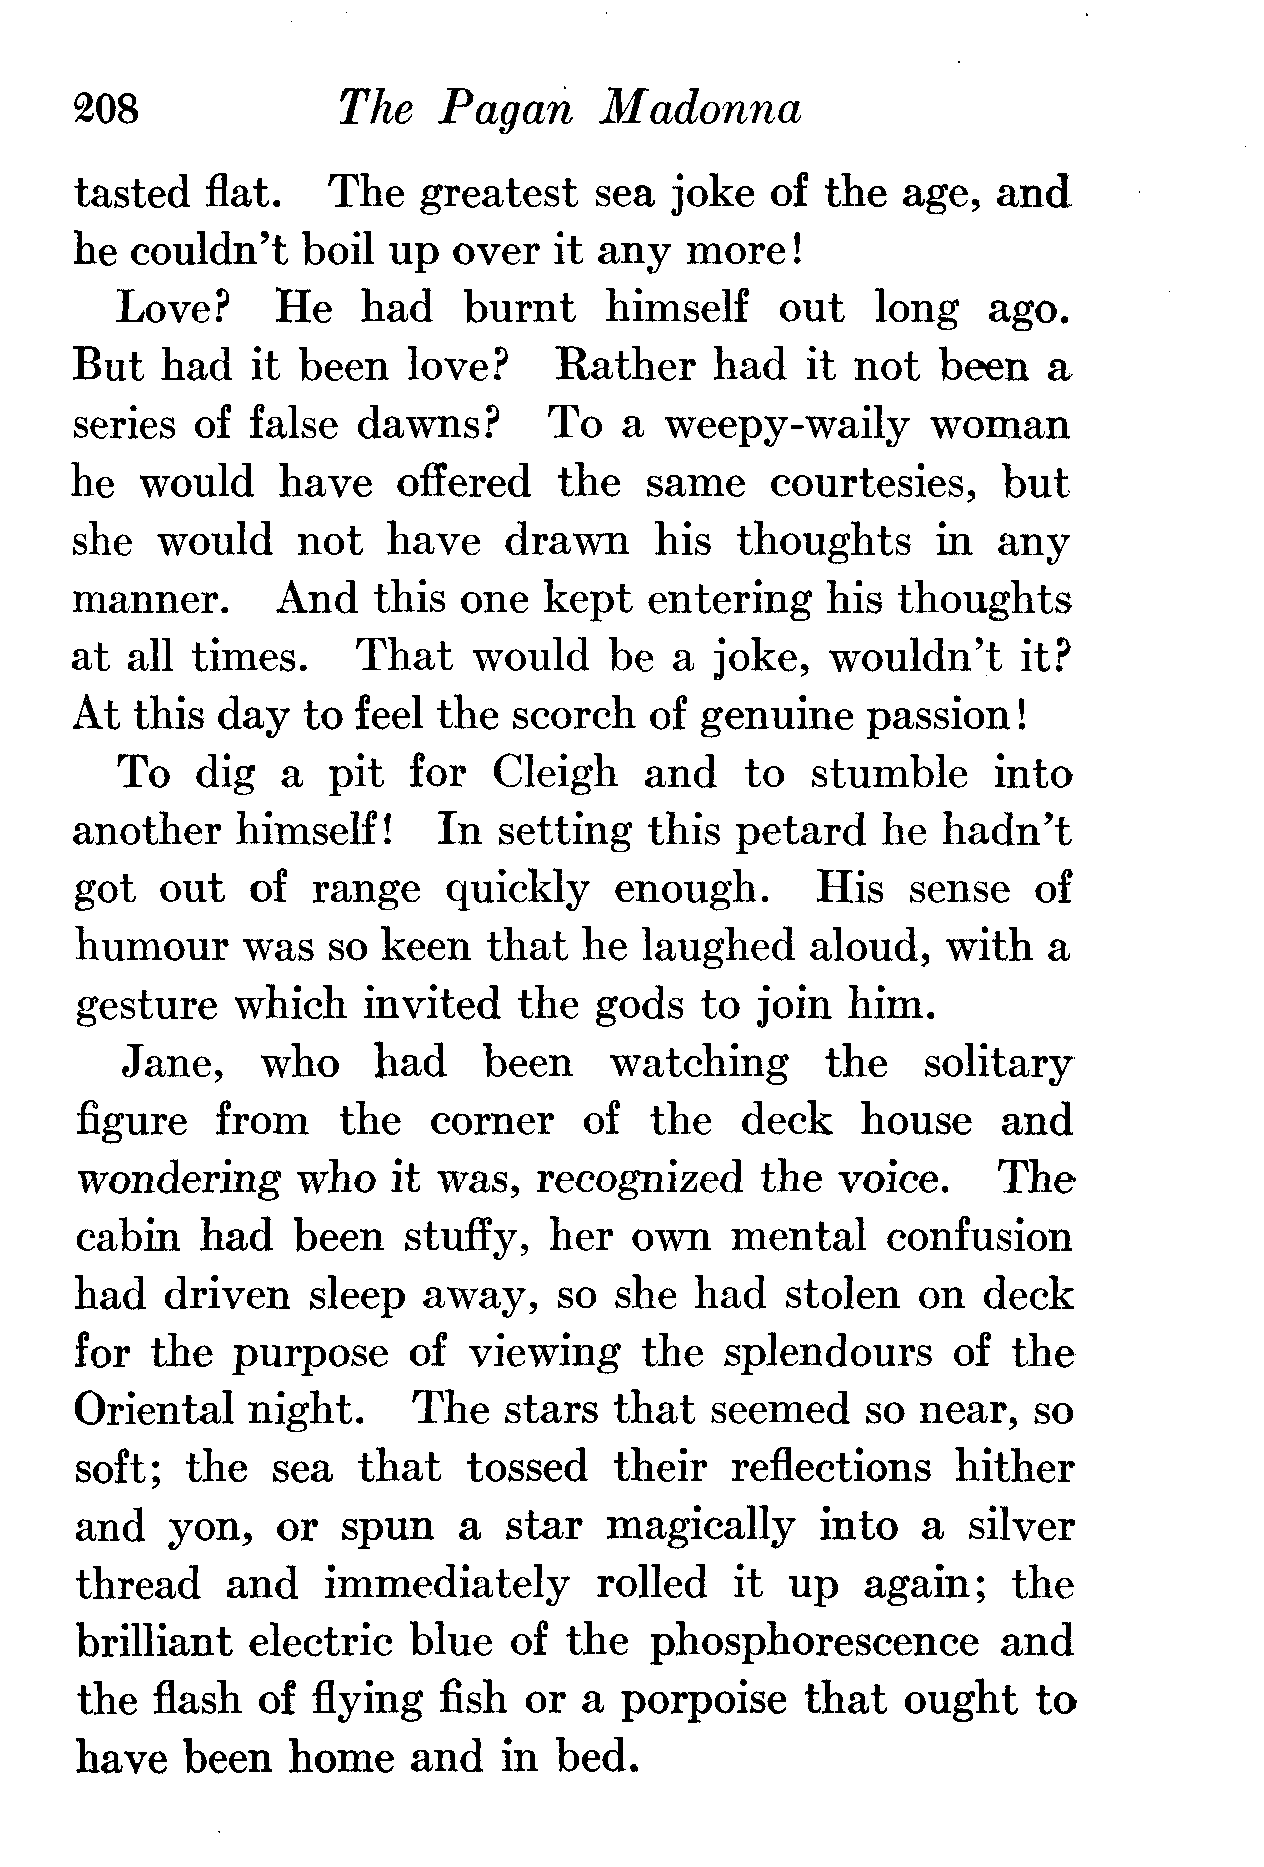 208 The Pagan Madonna
tasted flat. The greatest sea joke of the age, and
he couldn't boil up over it any more!
Love? He had burnt himself out long ago.
But had it been love? Rather had it not been a
series of false dawns? To a weepy-waily woman
he would have offered the same courtesies, but
she would not have drawn his thoughts in any
manner. And this one kept entering his thoughts
at all times. That would be a joke, wouldn't it?
At this day to feel the scorch of genuine passion!
To dig a pit for Cleigh and to stumble into
another himself! In setting this petard he hadn't
got out of range quickly enough. His sense of
humour was so keen that he laughed aloud, with a
gesture which invited the gods to join him.
Jane, who had been watching the solitary
figure from the corner of the deck house and
wondering who it was, recognized the voice. The
cabin had been stuffy, her own mental confusion
had driven sleep away, so she had stolen on deck
for the purpose of viewing the splendours of the
Oriental night. The stars that seemed so near, so
soft; the sea that tossed their reflections hither
and yon, or spun a star magically into a silver
thread and immediately rolled it up again; the
brilliant electric blue of the phosphorescence and
the flash of flying fish or a porpoise that ought to
have been home and in bed.